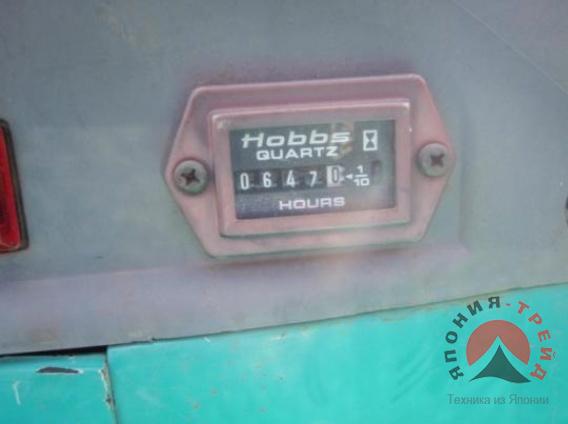 Hobbs
QUARTZ
0 6 4 7 0 ◄ 1/10
HOURS
ЯПОНИЯ-ТРЕЙД
Техника из Японии